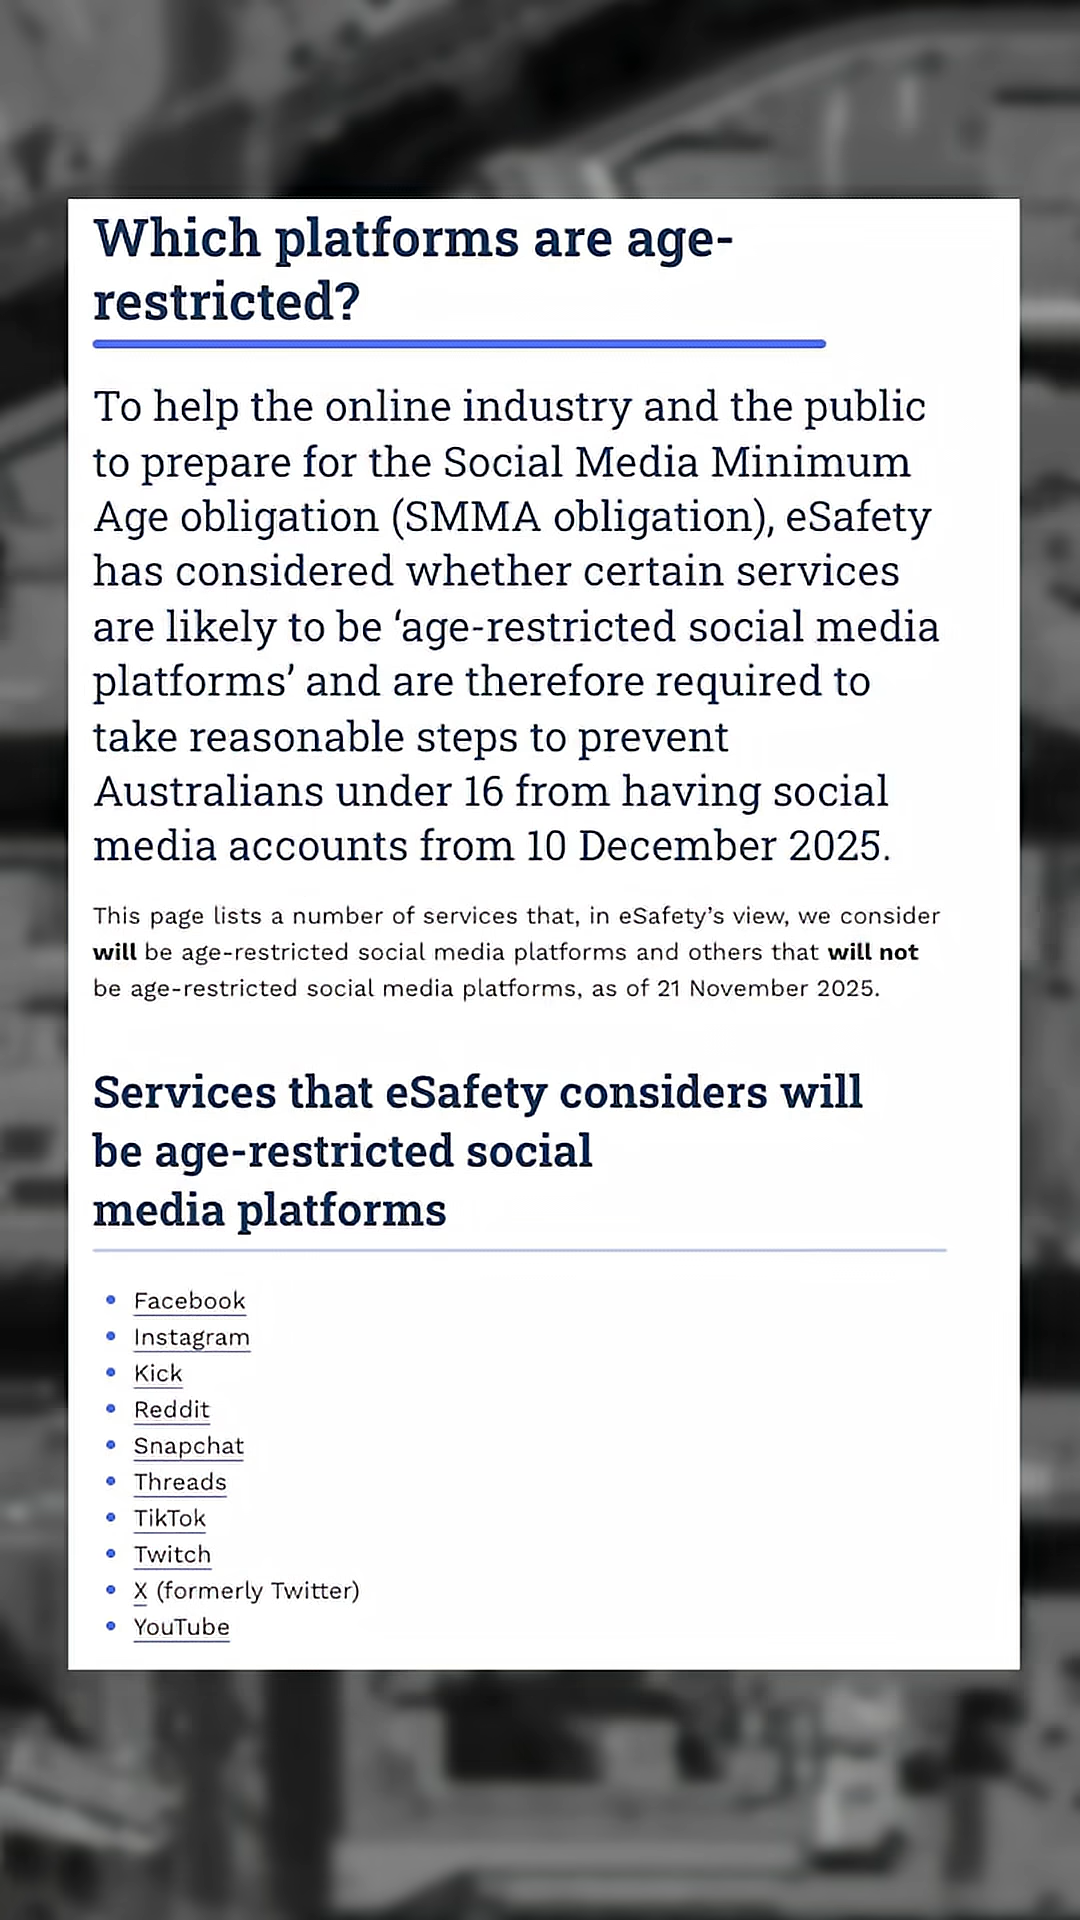 Which platforms are age-
restricted?
To help the online industry and the public
to prepare for the Social Media Minimum
Age obligation (SMMA obligation), eSafety
has considered whether certain services
are likely to be ‘age-restricted social media
platforms’ and are therefore required to
take reasonable steps to prevent
Australians under 16 from having social
media accounts from 10 December 2025.
This page lists a number of services that, in eSafety’s view, we consider
will be age-restricted social media platforms and others that will not
be age-restricted social media platforms, as of 21 November 2025.
Services that eSafety considers will
be age-restricted social
media platforms
Facebook
Instagram
Kick
Reddit
Snapchat
Threads
TikTok
Twitch
X (formerly Twitter)
YouTube